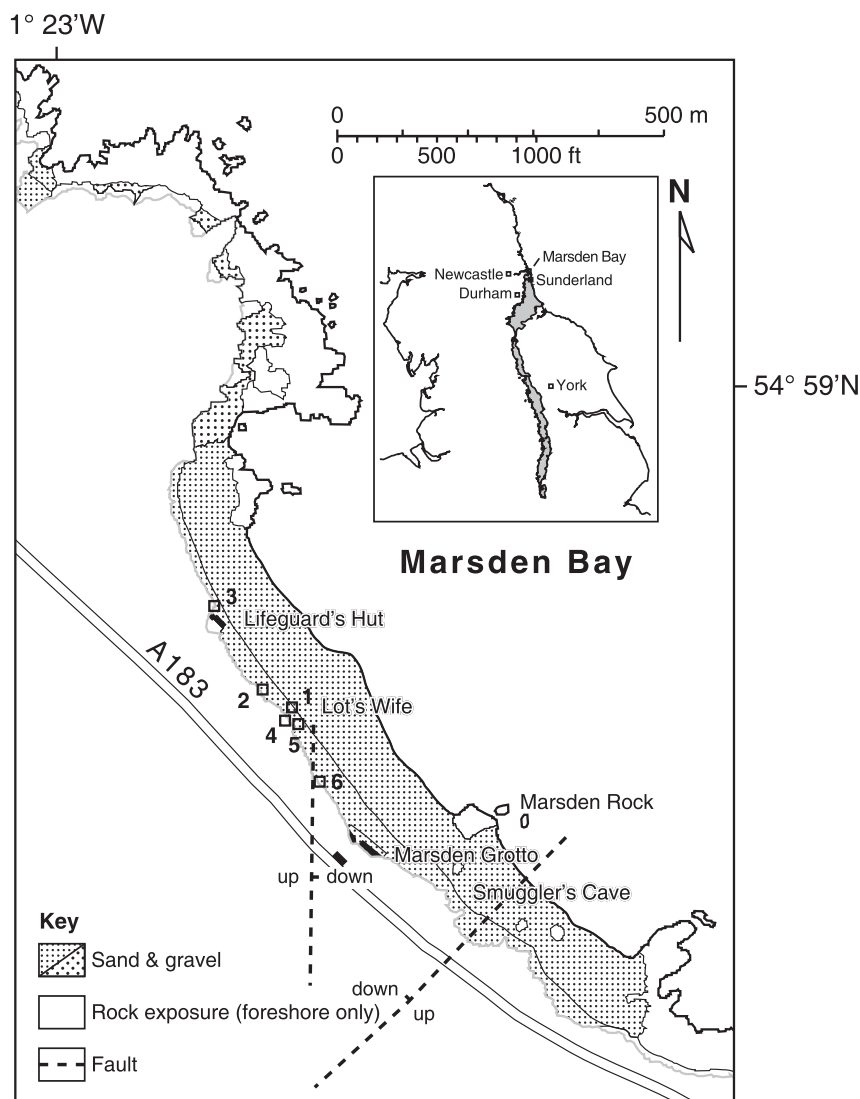 1° 23’W
0 500 m
0 500 1000 ft
N
Marsden Bay
Newcastle
Sunderland
Durham
York
54° 59’N
Marsden Bay
3
Lifeguard’s Hut
A183
2
1
Lot’s Wife
4
5
6
Marsden Rock
Marsden Grotto
up down
Smuggler’s Cave
Key
Sand & gravel
down
up
Rock exposure (foreshore only)
Fault